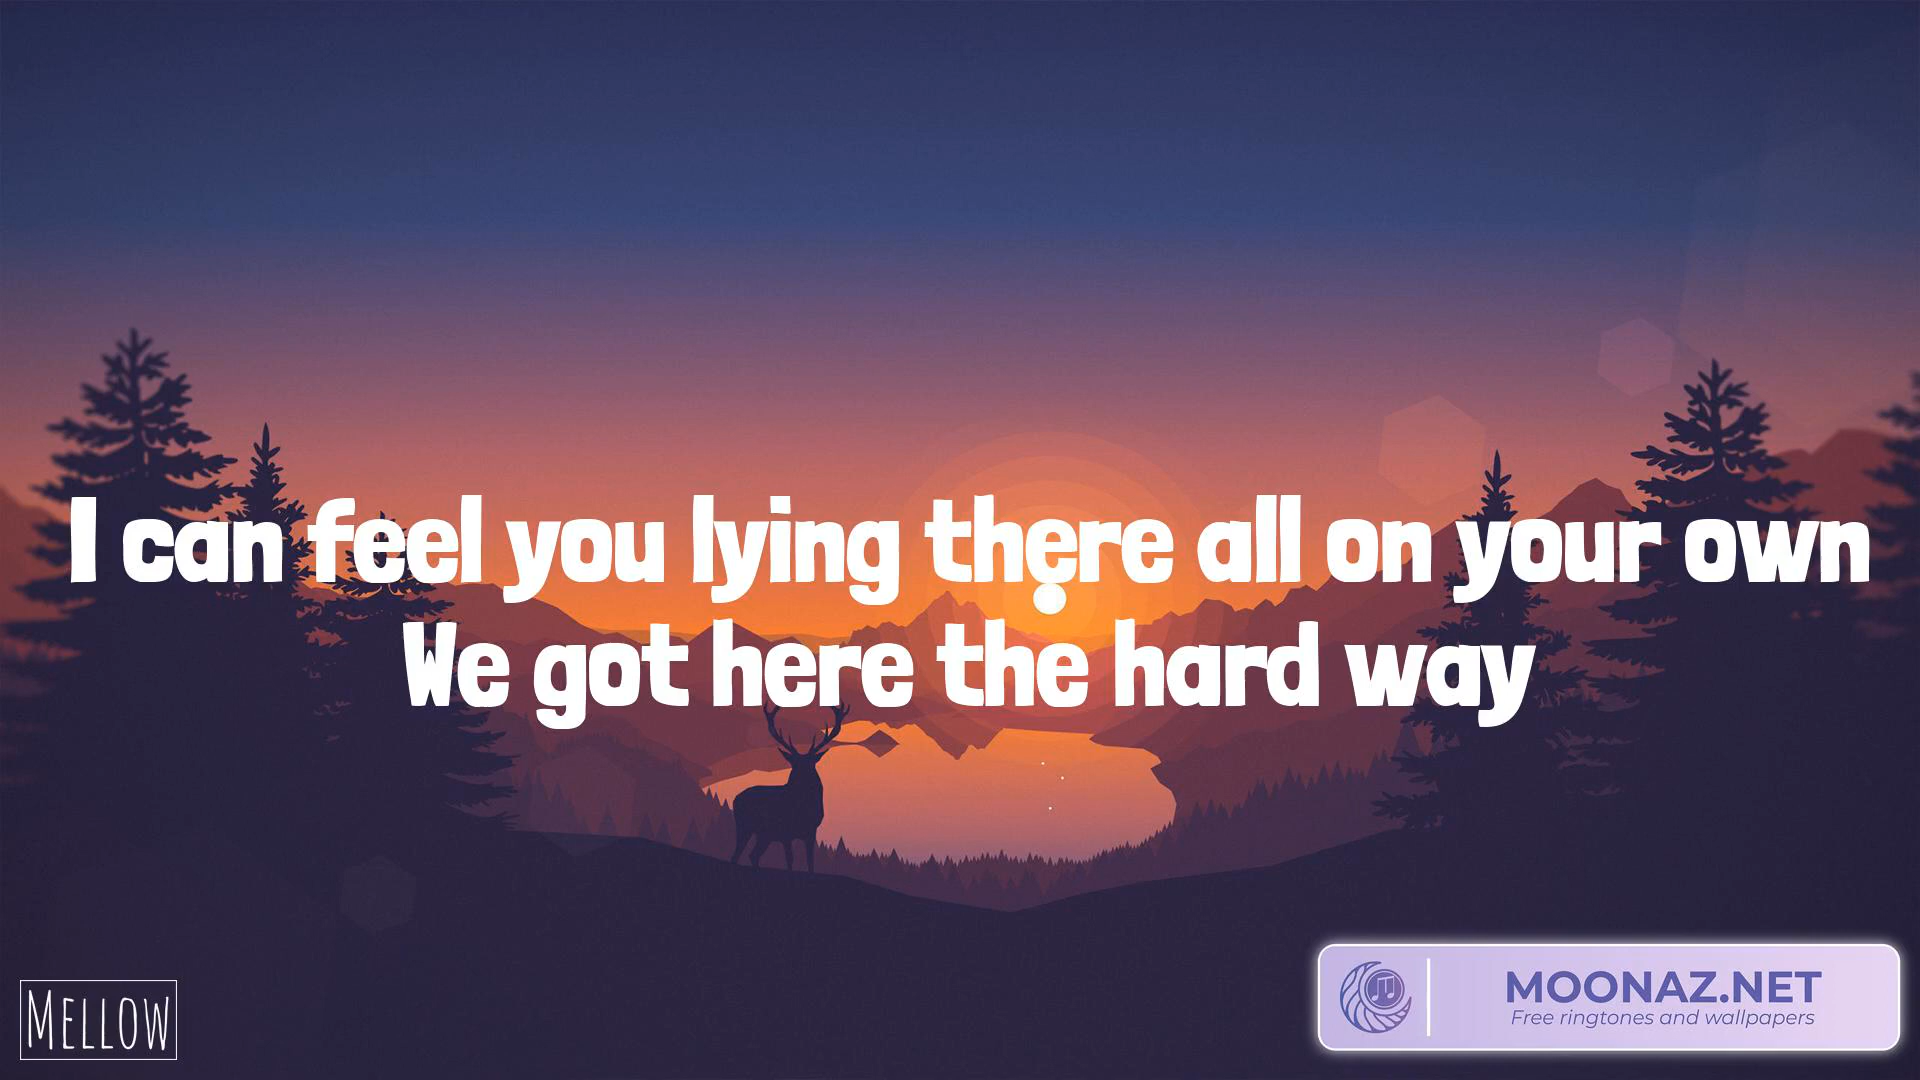 I can feel you lying there all on your own
We got here the hard way
MELLOW
MOONAZ.NET
Free ringtones and wallpapers